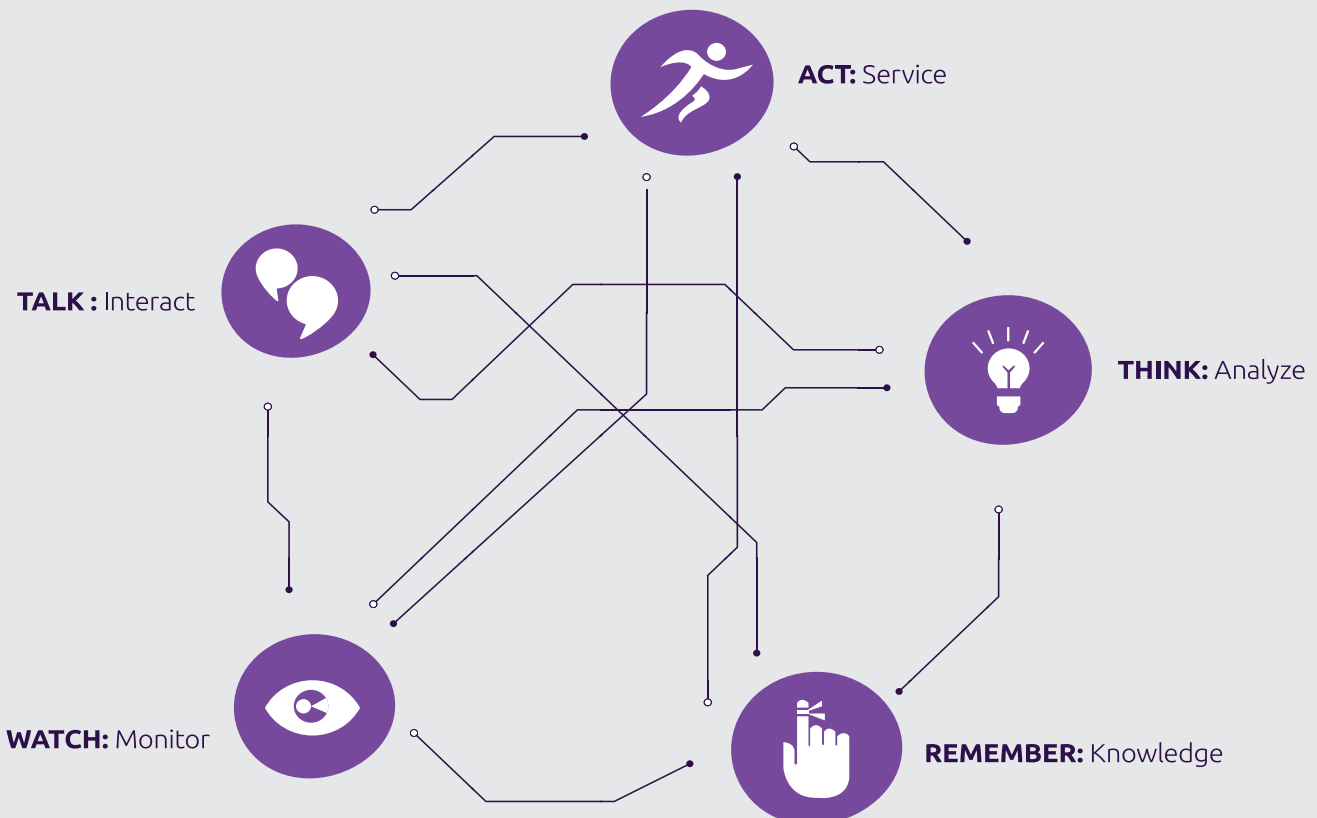 ACT: Service
TALK : Interact
THINK: Analyze
WATCH: Monitor
REMEMBER: Knowledge